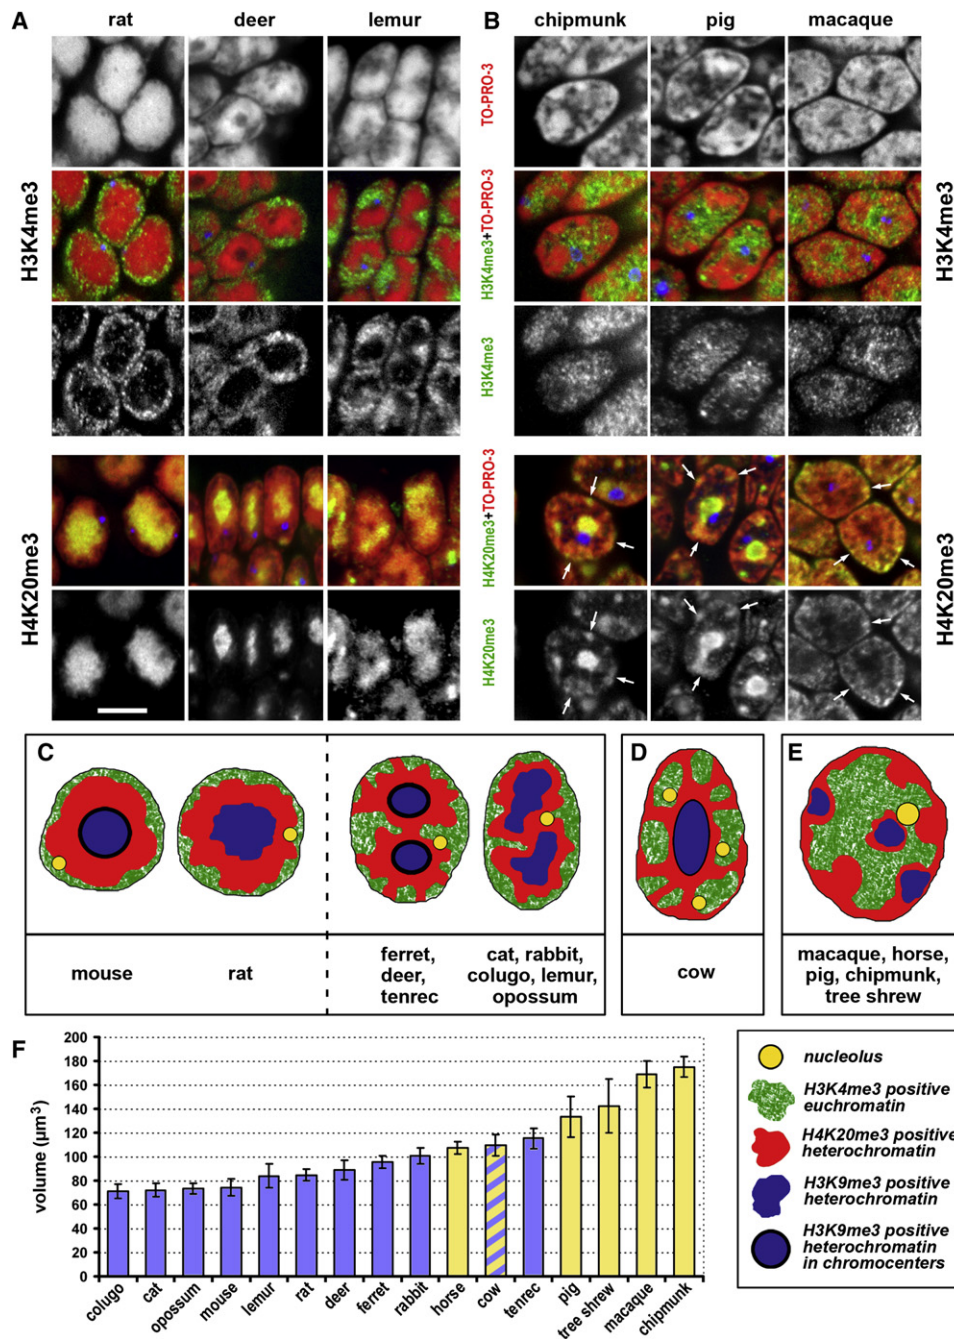 A
rat
deer
lemur
B
chipmunk
pig
macaque
TO-PRO-3
H3K4me3
H3K4me3+TO-PRO-3
H3K4me3
H3K4me3
H4K20me3
H4K20me3+TO-PRO-3
H4K20me3
H4K20me3
C
D
E
mouse
rat
ferret,
deer,
tenrec
cat, rabbit,
colugo, lemur,
opossum
cow
macaque, horse,
pig, chipmunk,
tree shrew
F
volume (µm³)
200
180
160
140
120
100
80
60
40
20
0
colugo
cat
opossum
mouse
lemur
rat
deer
ferret
rabbit
horse
cow
tenrec
pig
tree shrew
macaque
chipmunk
nucleolus
H3K4me3 positive
euchromatin
H4K20me3 positive
heterochromatin
H3K9me3 positive
heterochromatin
H3K9me3 positive
heterochromatin
in chromocenters